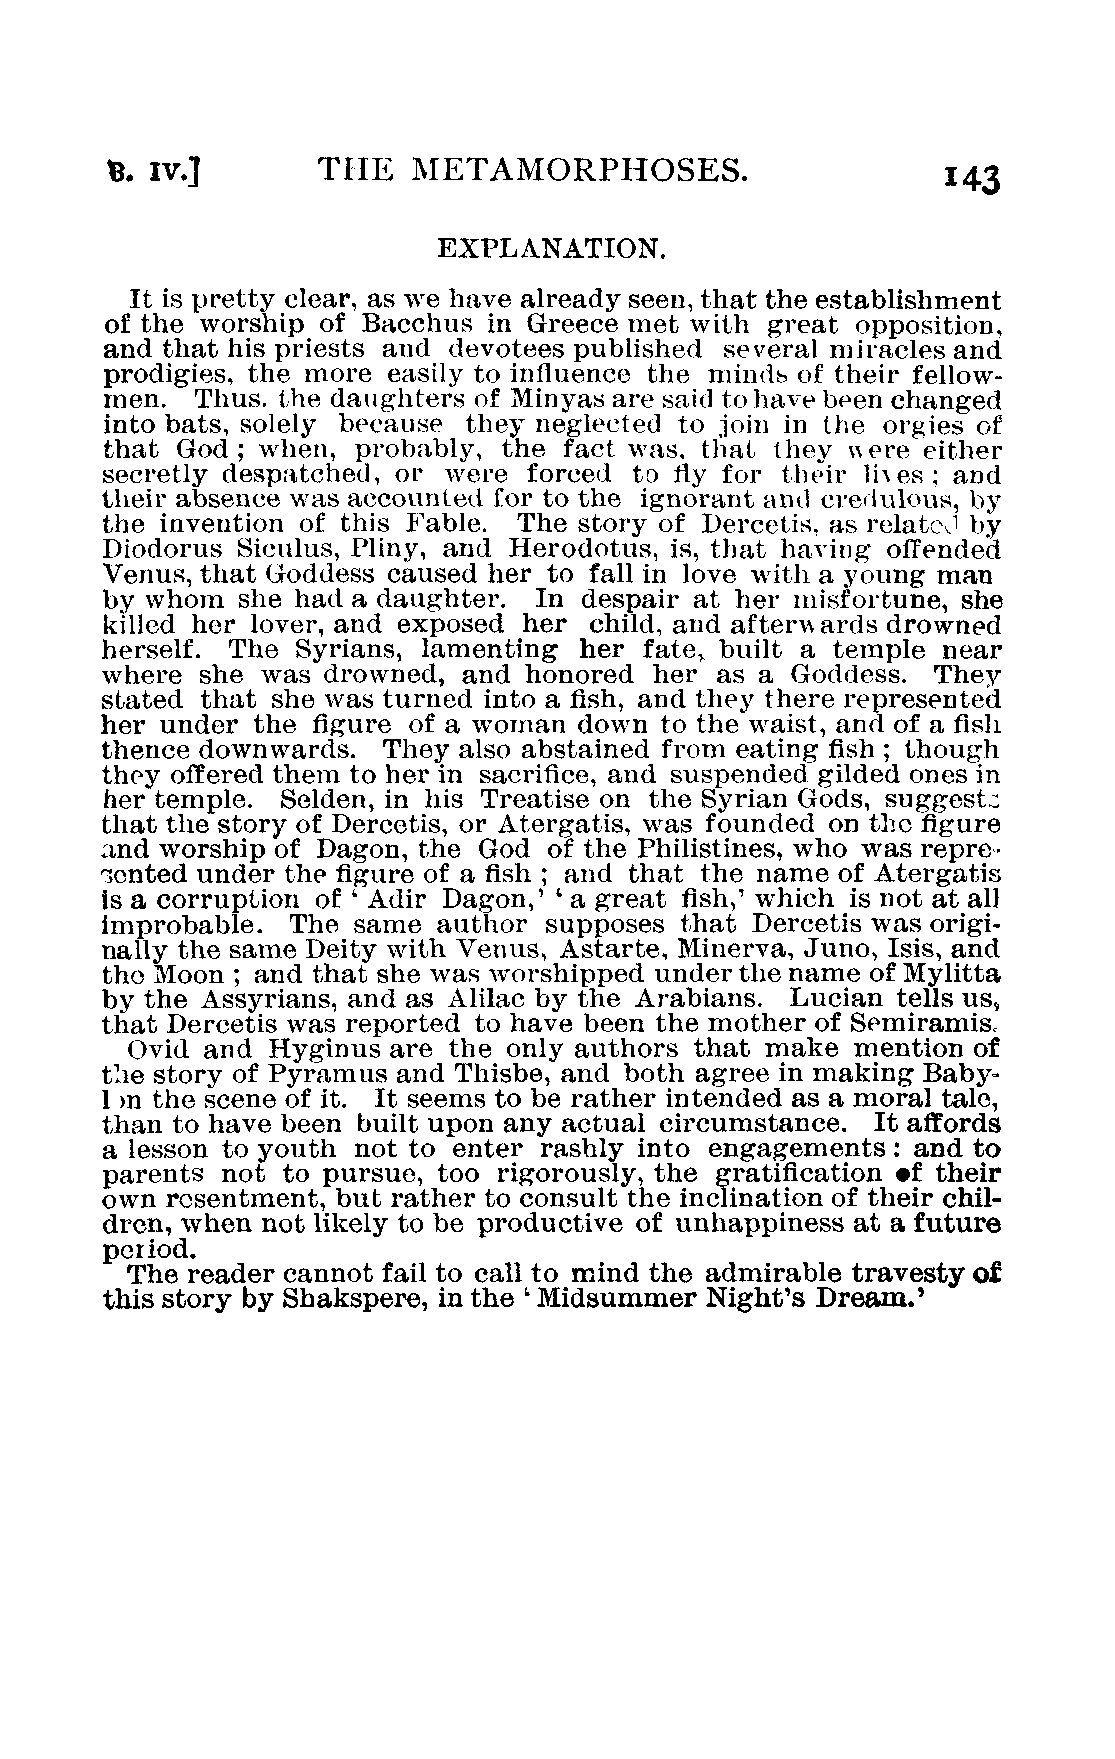 B. IV.] THE METAMORPHOSES. 143
EXPLANATION.
It is pretty clear, as we have already seen, that the establishment
of the worship of Bacchus in Greece met with great opposition,
and that his priests and devotees published several miracles and
prodigies, the more easily to influence the minds of their fellow-
men. Thus, the daughters of Minyas are said to have been changed
into bats, solely because they neglected to join in the orgies of
that God ; when, probably, the fact was, that they were either
secretly despatched, or were forced to fly for their lives ; and
their absence was accounted for to the ignorant and credulous, by
the invention of this Fable. The story of Dercetis, as related by
Diodorus Siculus, Pliny, and Herodotus, is, that having offended
Venus, that Goddess caused her to fall in love with a young man
by whom she had a daughter. In despair at her misfortune, she
killed her lover, and exposed her child, and afterwards drowned
herself. The Syrians, lamenting her fate, built a temple near
where she was drowned, and honored her as a Goddess. They
stated that she was turned into a fish, and they there represented
her under the figure of a woman down to the waist, and of a fish
thence downwards. They also abstained from eating fish ; though
they offered them to her in sacrifice, and suspended gilded ones in
her temple. Selden, in his Treatise on the Syrian Gods, suggests
that the story of Dercetis, or Atergatis, was founded on the figure
and worship of Dagon, the God of the Philistines, who was repre-
sented under the figure of a fish ; and that the name of Atergatis
is a corruption of ‘ Adir Dagon,’ ‘ a great fish,’ which is not at all
improbable. The same author supposes that Dercetis was origi-
nally the same Deity with Venus, Astarte, Minerva, Juno, Isis, and
the Moon ; and that she was worshipped under the name of Mylitta
by the Assyrians, and as Alilac by the Arabians. Lucian tells us,
that Dercetis was reported to have been the mother of Semiramis.
Ovid and Hyginus are the only authors that make mention of
the story of Pyramus and Thisbe, and both agree in making Baby-
lon the scene of it. It seems to be rather intended as a moral tale,
than to have been built upon any actual circumstance. It affords
a lesson to youth not to enter rashly into engagements : and to
parents not to pursue, too rigorously, the gratification of their
own resentment, but rather to consult the inclination of their chil-
dren, when not likely to be productive of unhappiness at a future
period.
The reader cannot fail to call to mind the admirable travesty of
this story by Shakspere, in the ‘ Midsummer Night’s Dream.’